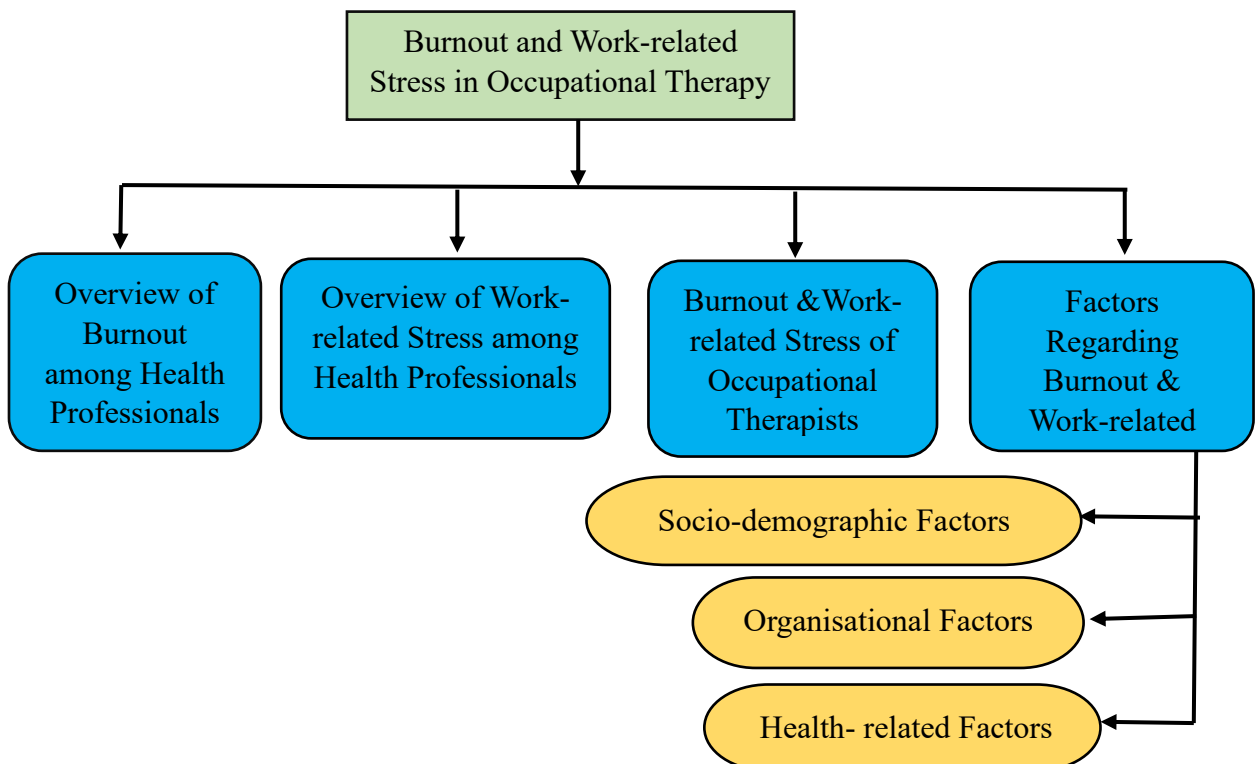 Burnout and Work-related
Stress in Occupational Therapy
Overview of
Burnout
among Health
Professionals
Overview of Work-
related Stress among
Health Professionals
Burnout &Work-
related Stress of
Occupational
Therapists
Factors
Regarding
Burnout &
Work-related
Socio-demographic Factors
Organisational Factors
Health- related Factors